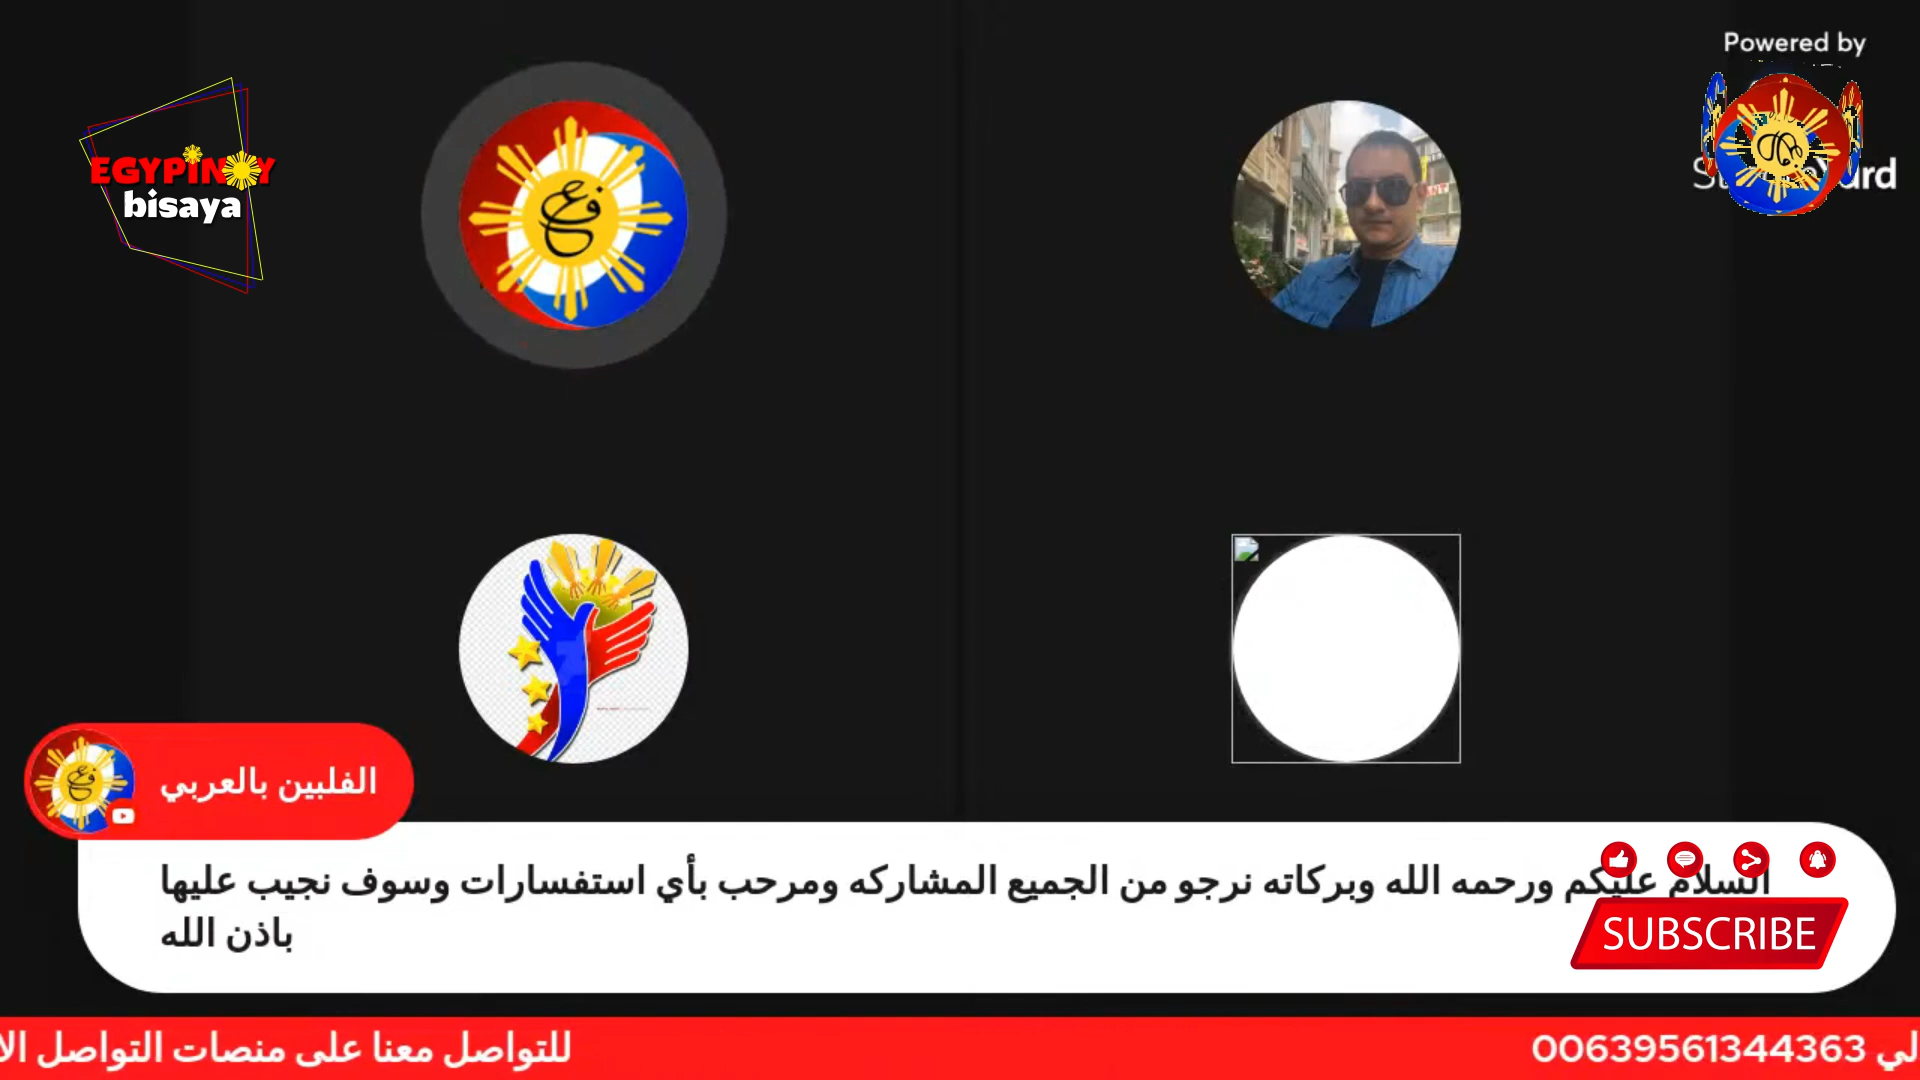 Powered by
EGYPINOY
bisaya
الفلبين بالعربي
السلام عليكم ورحمه الله وبركاته نرجو من الجميع المشاركه ومرحب بأي استفسارات وسوف نجيب عليها
باذن الله
SUBSCRIBE
للتواصل معنا على منصات التواصل الا
لي 00639561344363